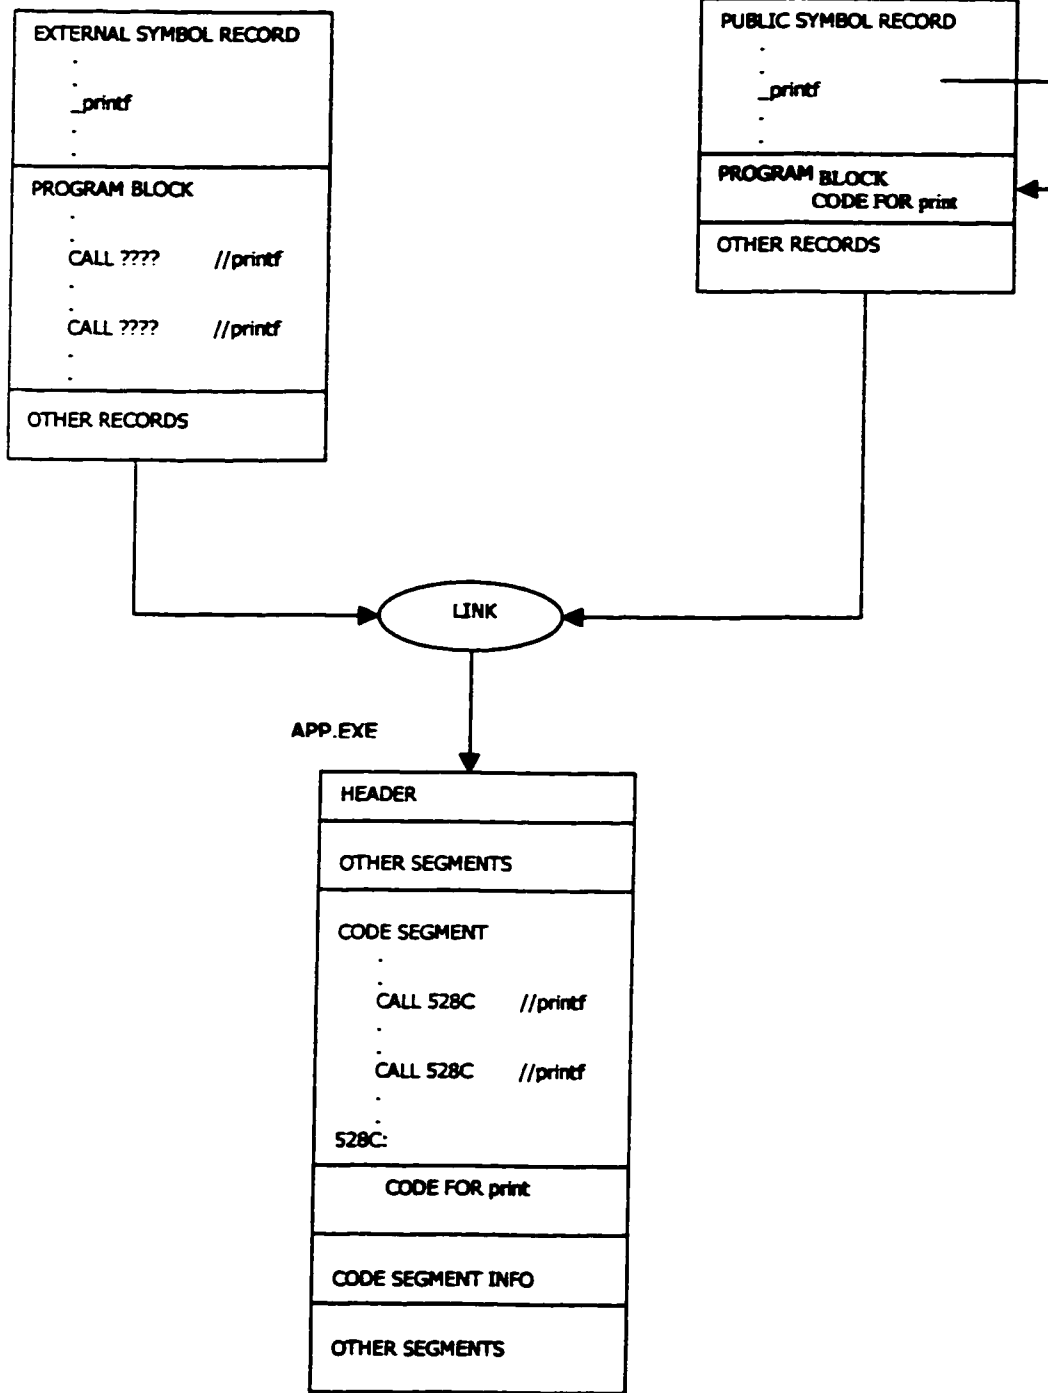 EXTERNAL SYMBOL RECORD
.
.
_printf
.
.
PROGRAM BLOCK
.
.
CALL ???? //printf
.
.
CALL ???? //printf
.
.
OTHER RECORDS
PUBLIC SYMBOL RECORD
.
.
_printf
.
.
PROGRAM BLOCK
CODE FOR print
OTHER RECORDS
LINK
APP.EXE
HEADER
OTHER SEGMENTS
CODE SEGMENT
.
.
CALL 528C //printf
.
.
CALL 528C //printf
.
.
528C:
CODE FOR print
CODE SEGMENT INFO
OTHER SEGMENTS